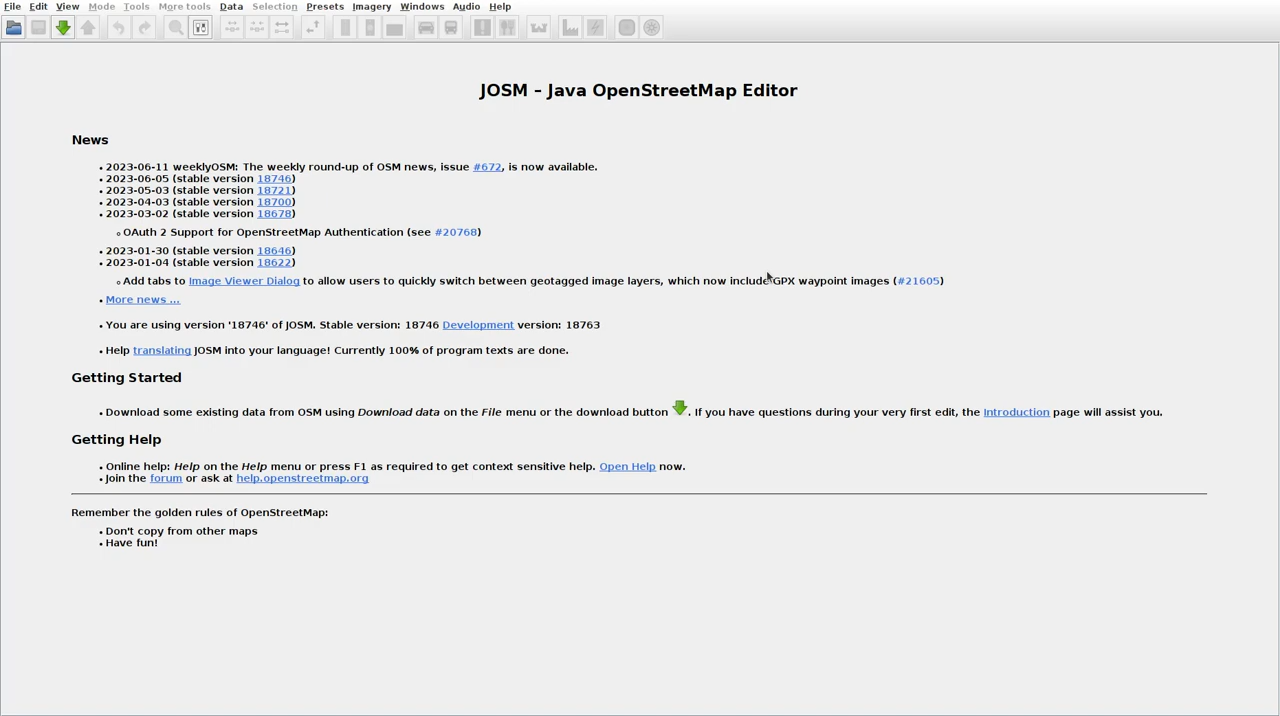 File Edit View Mode Tools More tools Data Selection Presets Imagery Windows Audio Help
JOSM – Java OpenStreetMap Editor
News
• 2023-06-11 weeklyOSM: The weekly round-up of OSM news, issue #672, is now available.
• 2023-06-05 (stable version 18746)
• 2023-05-03 (stable version 18721)
• 2023-04-03 (stable version 18700)
• 2023-03-02 (stable version 18678)
◦ OAuth 2 Support for OpenStreetMap Authentication (see #20768)
• 2023-01-30 (stable version 18646)
• 2023-01-04 (stable version 18622)
◦ Add tabs to Image Viewer Dialog to allow users to quickly switch between geotagged image layers, which now include GPX waypoint images (#21605)
• More news ...
• You are using version '18746' of JOSM. Stable version: 18746 Development version: 18763
• Help translating JOSM into your language! Currently 100% of program texts are done.
Getting Started
• Download some existing data from OSM using Download data on the File menu or the download button . If you have questions during your very first edit, the Introduction page will assist you.
Getting Help
• Online help: Help on the Help menu or press F1 as required to get context sensitive help. Open Help now.
• Join the forum or ask at help.openstreetmap.org
Remember the golden rules of OpenStreetMap:
• Don't copy from other maps
• Have fun!